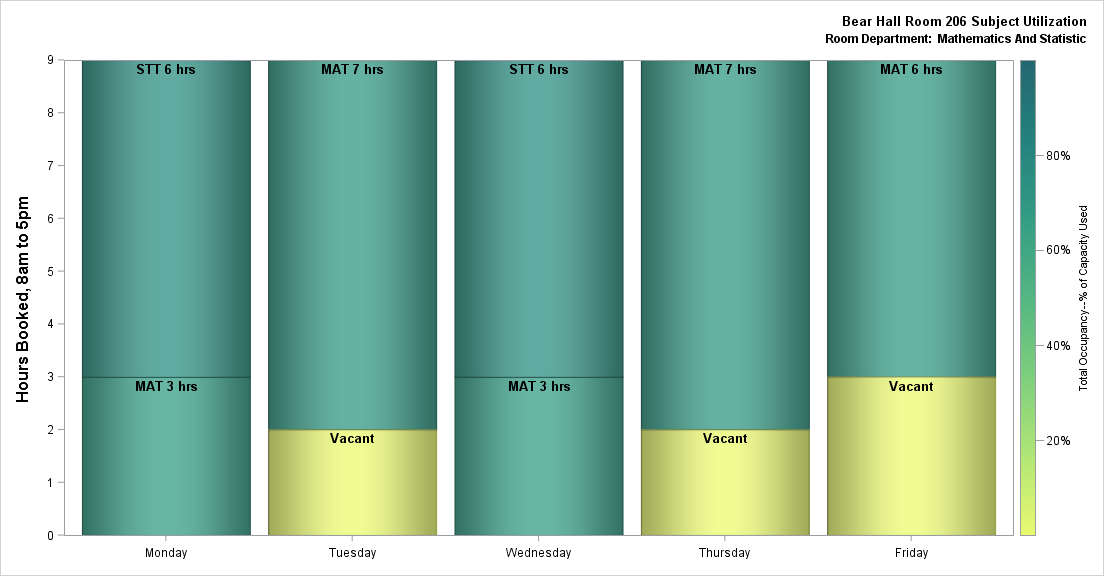 Bear Hall Room 206 Subject Utilization
Room Department: Mathematics And Statistic
Hours Booked, 8am to 5pm
9
8
7
6
5
4
3
2
1
0
STT 6 hrs
MAT 3 hrs
MAT 7 hrs
Vacant
STT 6 hrs
MAT 3 hrs
MAT 7 hrs
Vacant
MAT 6 hrs
Vacant
Monday
Tuesday
Wednesday
Thursday
Friday
80%
60%
40%
20%
Total Occupancy--% of Capacity Used